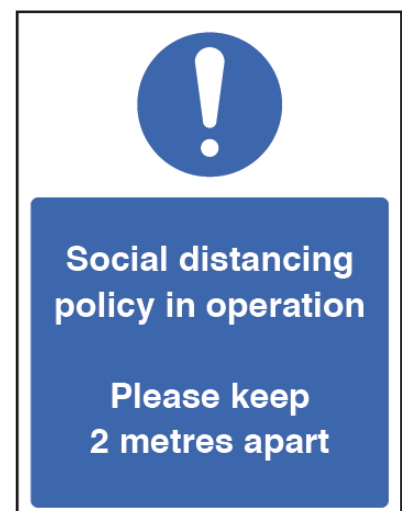 Social distancing
policy in operation
Please keep
2 metres apart